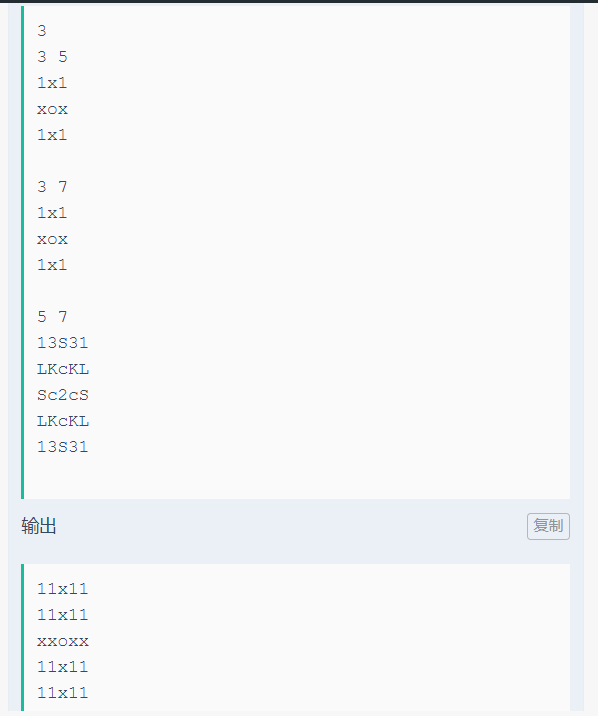 3
3 5
1x1
xox
1x1
3 7
1x1
xox
1x1
5 7
13S31
LKcKL
Sc2cS
LKcKL
13S31
输出
复制
11x11
11x11
xxoxx
11x11
11x11